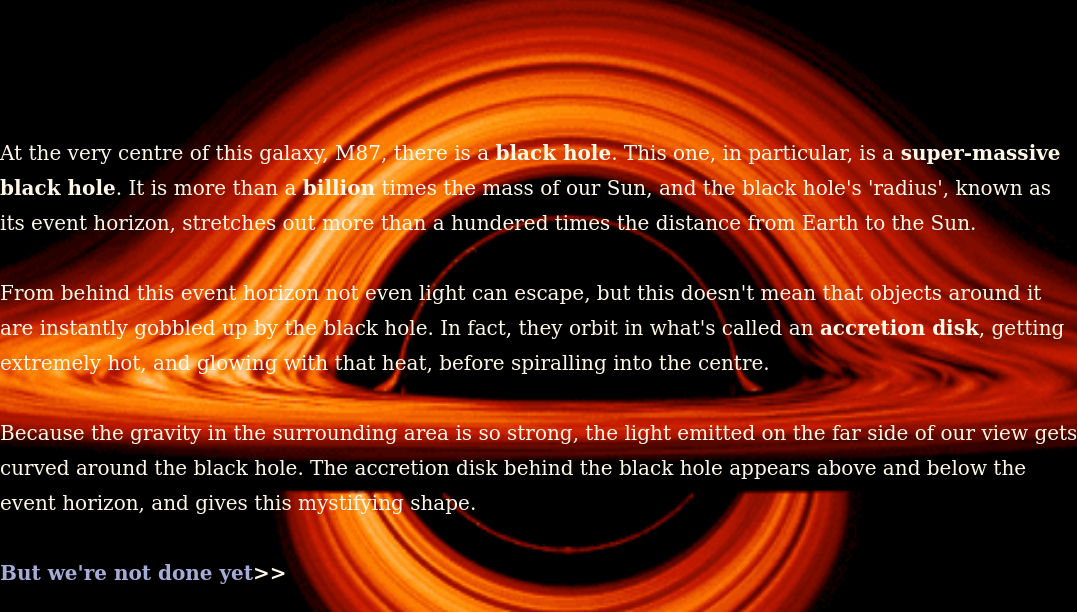 At the very centre of this galaxy, M87, there is a black hole. This one, in particular, is a super-massive
black hole. It is more than a billion times the mass of our Sun, and the black hole's 'radius', known as
its event horizon, stretches out more than a hundred times the distance from Earth to the Sun.
From behind this event horizon not even light can escape, but this doesn't mean that objects around it
are instantly gobbled up by the black hole. In fact, they orbit in what's called an accretion disk, getting
extremely hot, and glowing with that heat, before spiralling into the centre.
Because the gravity in the surrounding area is so strong, the light emitted on the far side of our view gets
curved around the black hole. The accretion disk behind the black hole appears above and below the
event horizon, and gives this mystifying shape.
But we're not done yet>>